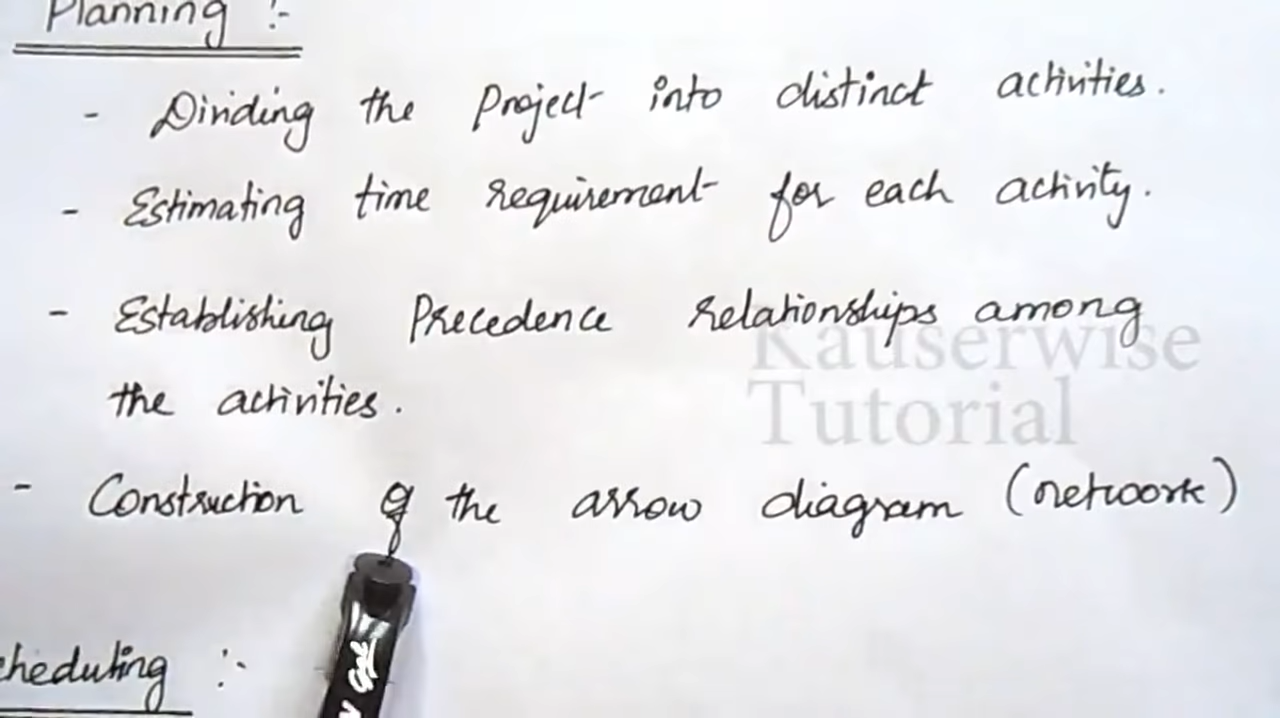 Planning :-
- Dividing the Project into distinct activities.
- Estimating time requirement for each activity.
- Establishing Precedence relationships among
the activities.
Kauserwise
Tutorial
- Construction of the arrow diagram (network)
cheduling :-